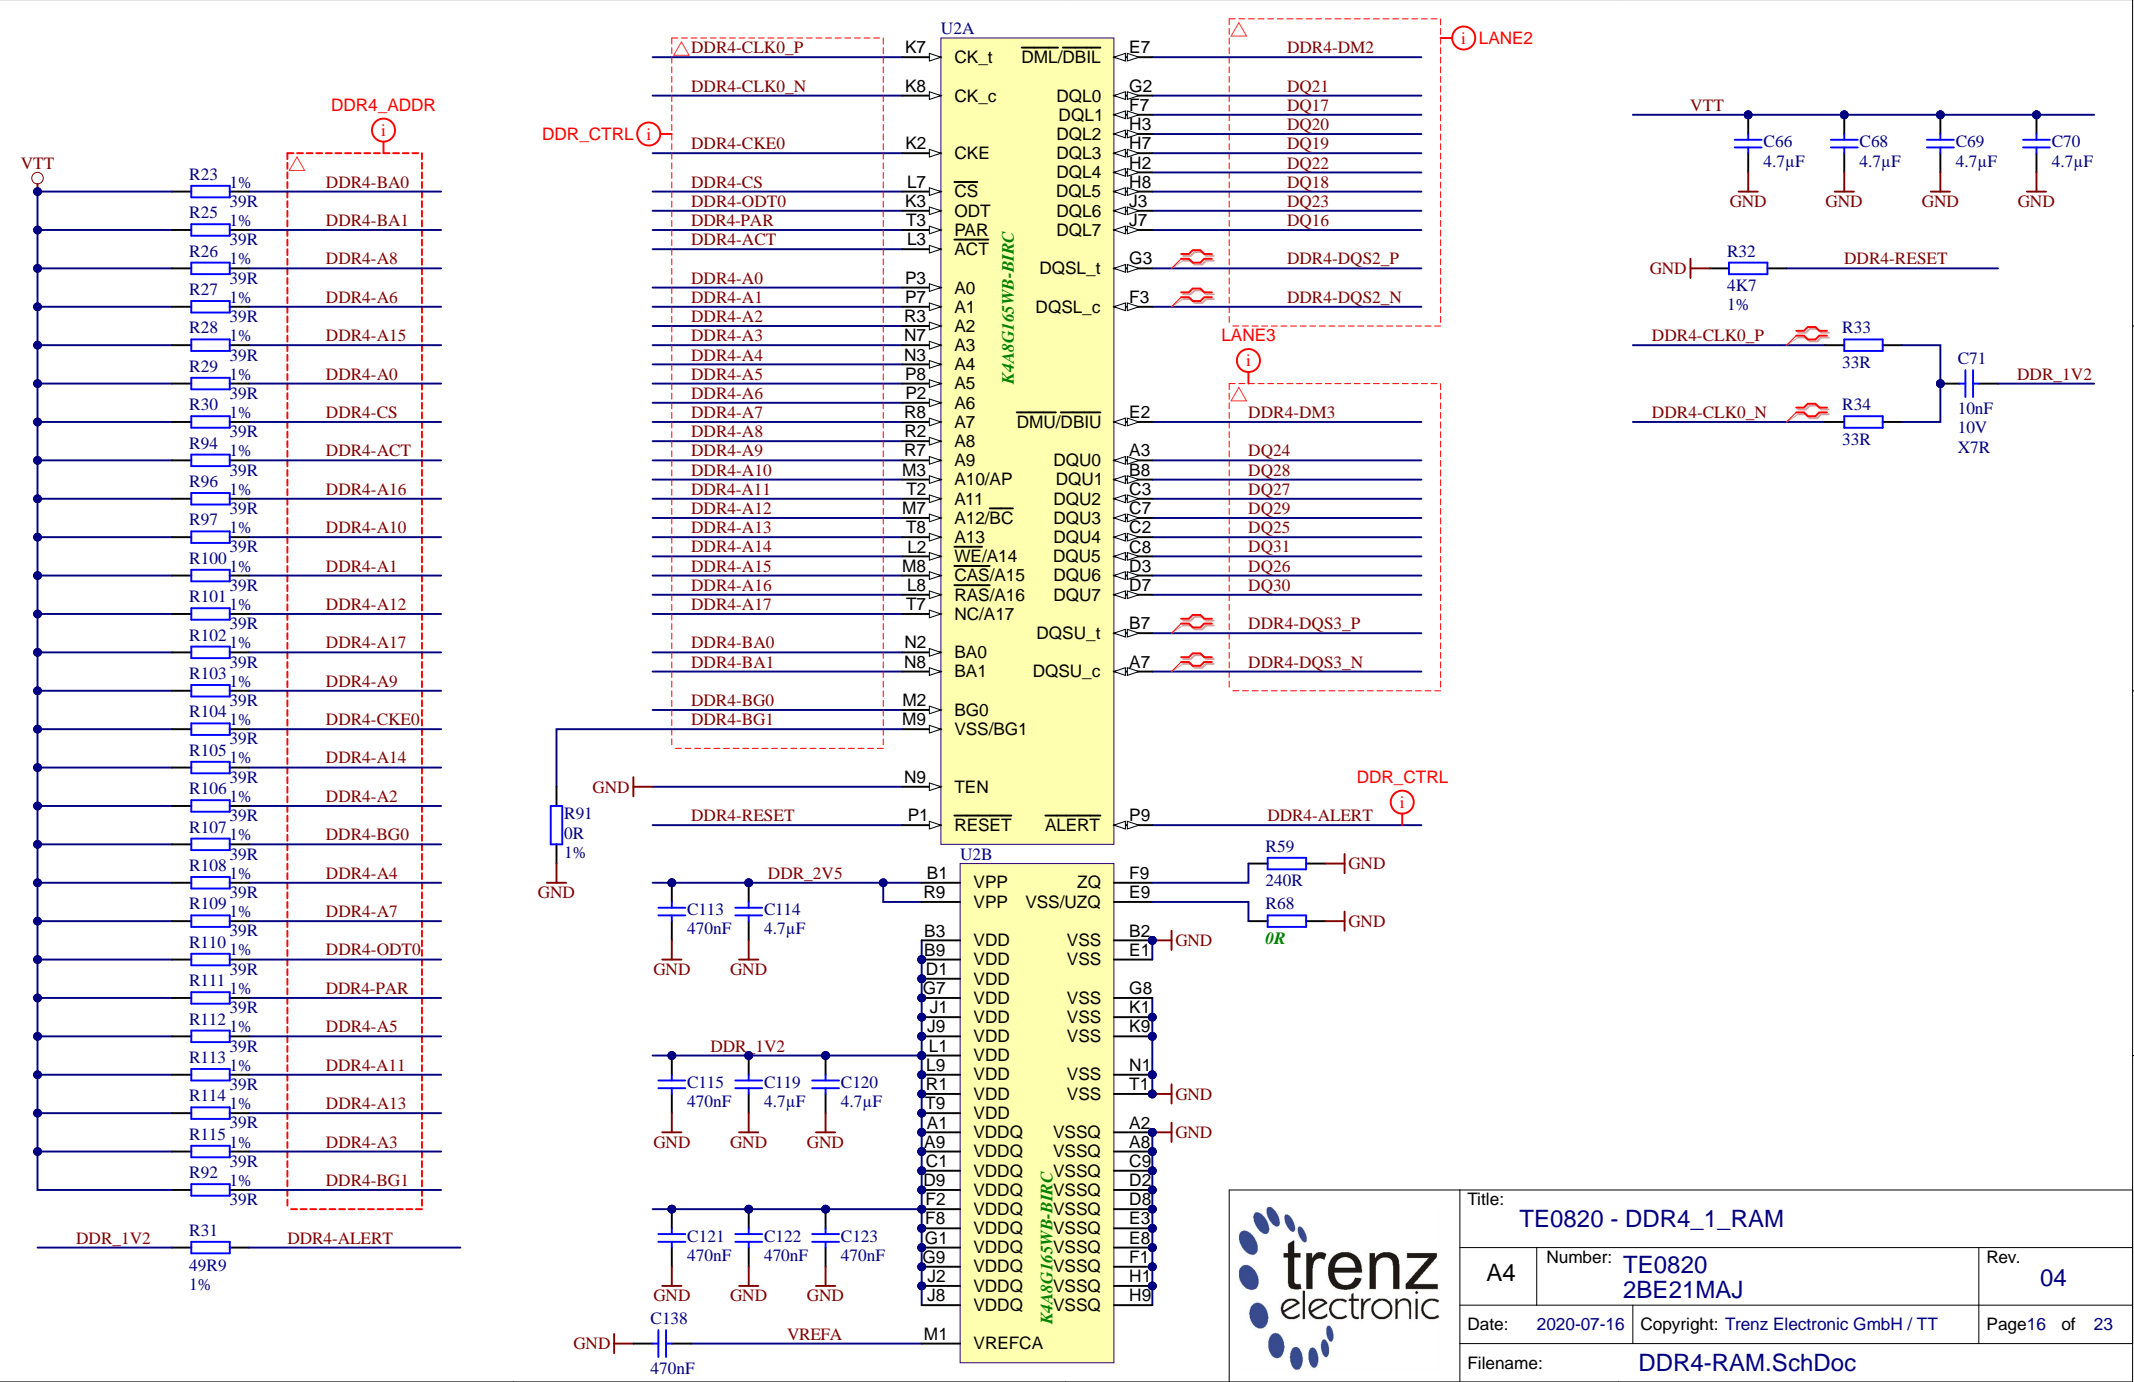 DDR4_ADDR
i
VTT
R23 1% 39R DDR4-BA0
R25 1% 39R DDR4-BA1
R26 1% 39R DDR4-A8
R27 1% 39R DDR4-A6
R28 1% 39R DDR4-A15
R29 1% 39R DDR4-A0
R30 1% 39R DDR4-CS
R94 1% 39R DDR4-ACT
R96 1% 39R DDR4-A16
R97 1% 39R DDR4-A10
R100 1% 39R DDR4-A1
R101 1% 39R DDR4-A12
R102 1% 39R DDR4-A17
R103 1% 39R DDR4-A9
R104 1% 39R DDR4-CKE0
R105 1% 39R DDR4-A14
R106 1% 39R DDR4-A2
R107 1% 39R DDR4-BG0
R108 1% 39R DDR4-A4
R109 1% 39R DDR4-A7
R110 1% 39R DDR4-ODT0
R111 1% 39R DDR4-PAR
R112 1% 39R DDR4-A5
R113 1% 39R DDR4-A11
R114 1% 39R DDR4-A13
R115 1% 39R DDR4-A3
R92 1% 39R DDR4-BG1
DDR_1V2 R31 DDR4-ALERT
49R9
1%
U2A
DDR_CTRL i
DDR4-CLK0_P K7 CK_t
DDR4-CLK0_N K8 CK_c
DDR4-CKE0 K2 CKE
DDR4-CS L7 CS
DDR4-ODT0 K3 ODT
DDR4-PAR T3 PAR
DDR4-ACT L3 ACT
DDR4-A0 P3 A0
DDR4-A1 P7 A1
DDR4-A2 R3 A2
DDR4-A3 N7 A3
DDR4-A4 N3 A4
DDR4-A5 P8 A5
DDR4-A6 P2 A6
DDR4-A7 R8 A7
DDR4-A8 R2 A8
DDR4-A9 R7 A9
DDR4-A10 M3 A10/AP
DDR4-A11 T2 A11
DDR4-A12 M7 A12/BC
DDR4-A13 T8 A13
DDR4-A14 L2 WE/A14
DDR4-A15 M8 CAS/A15
DDR4-A16 L8 RAS/A16
DDR4-A17 T7 NC/A17
DDR4-BA0 N2 BA0
DDR4-BA1 N8 BA1
DDR4-BG0 M2 BG0
DDR4-BG1 M9 VSS/BG1
GND N9 TEN
DDR4-RESET P1 RESET
R91
0R
1%
GND
K4A8G165WB-BIRC
i LANE2
DML/DBIL E7 DDR4-DM2
DQL0 G2 DQ21
DQL1 F7 DQ17
DQL2 H3 DQ20
DQL3 H7 DQ19
DQL4 H2 DQ22
DQL5 H8 DQ18
DQL6 J3 DQ23
DQL7 J7 DQ16
DQSL_t G3 DDR4-DQS2_P
DQSL_c F3 DDR4-DQS2_N
LANE3
i
DMU/DBIU E2 DDR4-DM3
DQU0 A3 DQ24
DQU1 B8 DQ28
DQU2 C3 DQ27
DQU3 C7 DQ29
DQU4 C2 DQ25
DQU5 C8 DQ31
DQU6 D3 DQ26
DQU7 D7 DQ30
DQSU_t B7 DDR4-DQS3_P
DQSU_c A7 DDR4-DQS3_N
DDR_CTRL
i
ALERT P9 DDR4-ALERT
U2B
DDR_2V5 B1 VPP
R9 VPP
C113 470nF GND
C114 4.7µF GND
B3 VDD
B9 VDD
D1 VDD
G7 VDD
J1 VDD
J9 VDD
DDR_1V2 L1 VDD
L9 VDD
R1 VDD
T9 VDD
C115 470nF GND
C119 4.7µF GND
C120 4.7µF GND
A1 VDDQ
A9 VDDQ
C1 VDDQ
D9 VDDQ
F2 VDDQ
F8 VDDQ
G1 VDDQ
G9 VDDQ
J2 VDDQ
J8 VDDQ
C121 470nF GND
C122 470nF GND
C123 470nF GND
GND C138 470nF VREFA M1 VREFCA
K4A8G165WB-BIRC
ZQ F9 R59 240R GND
VSS/UZQ E9 R68 0R GND
VSS B2 GND
VSS E1
VSS G8
VSS K1
VSS K9
VSS N1
VSS T1 GND
VSSQ A2 GND
VSSQ A8
VSSQ C9
VSSQ D2
VSSQ D8
VSSQ E3
VSSQ E8
VSSQ F1
VSSQ H1
VSSQ H9
VTT
C66 4.7µF GND
C68 4.7µF GND
C69 4.7µF GND
C70 4.7µF GND
GND R32 DDR4-RESET
4K7
1%
DDR4-CLK0_P R33 33R
DDR4-CLK0_N R34 33R
C71 DDR_1V2
10nF
10V
X7R
trenz
electronic
Title:
TE0820 - DDR4_1_RAM
A4 Number: TE0820
2BE21MAJ
Rev. 04
Date: 2020-07-16 Copyright: Trenz Electronic GmbH / TT Page16 of 23
Filename: DDR4-RAM.SchDoc